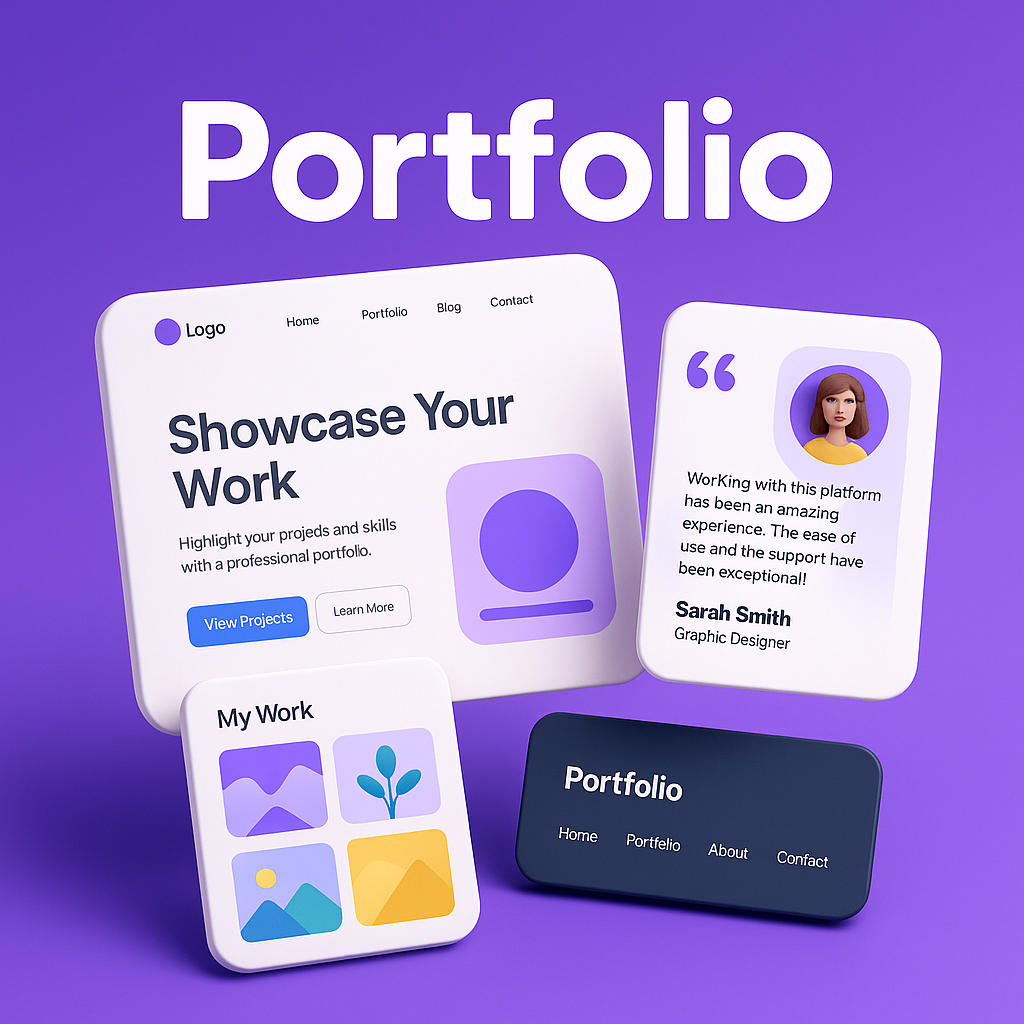 Portfolio
Logo
Home Portfolio Blog Contact
Showcase Your
Work
Highlight your projeds and skills
with a professional portfollo.
View Projects
Learn More
“
WorKing with this platform
has been an amazing
experience. The ease of
use and the support have
been exceptional!
Sarah Smith
Graphic Designer
My Work
Portfolio
Home Portfelio About Confact